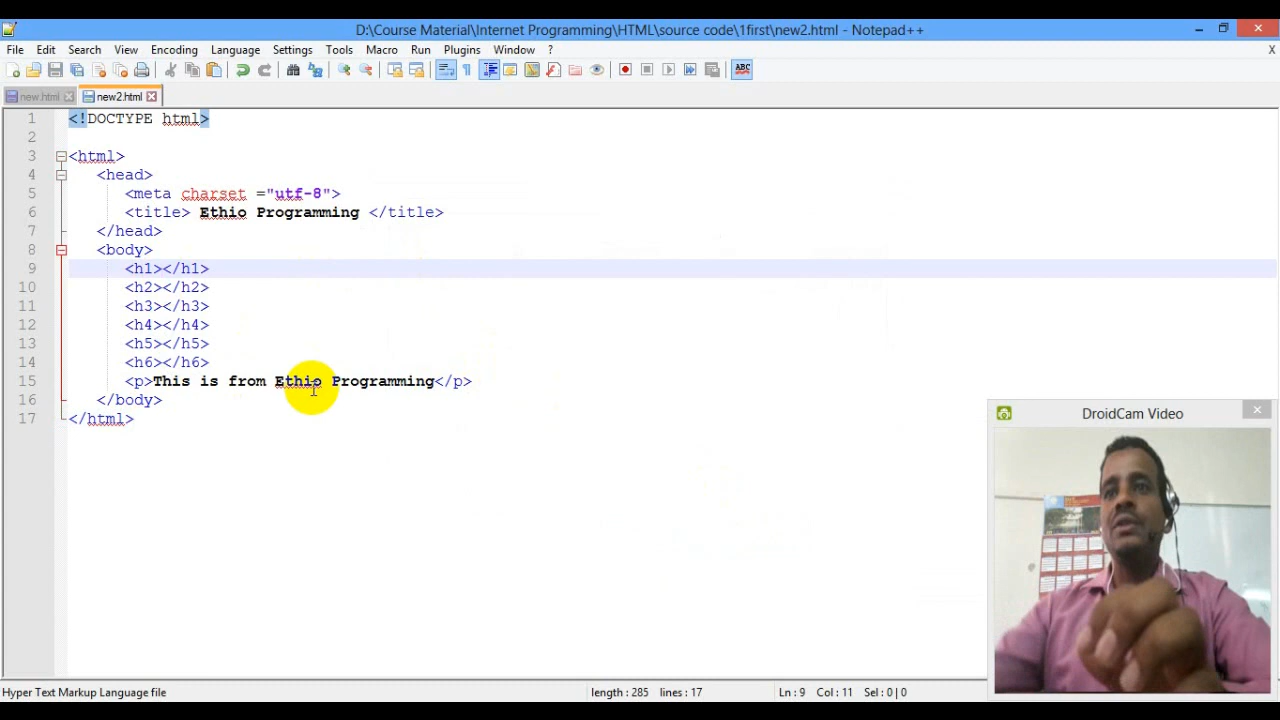 D:\Course Material\Internet Programming\HTML\source code\1first\new2.html - Notepad++
File Edit Search View Encoding Language Settings Tools Macro Run Plugins Window ? X
ABC
new.html new2.html
1 <!DOCTYPE html>
2
3 <html>
4 <head>
5 <meta charset ="utf-8">
6 <title> Ethio Programming </title>
7 </head>
8 <body>
9 <h1></h1>
10 <h2></h2>
11 <h3></h3>
12 <h4></h4>
13 <h5></h5>
14 <h6></h6>
15 <p>This is from Ethio Programming</p>
16 </body>
17 </html>
DroidCam Video
Hyper Text Markup Language file length : 285 lines : 17 Ln : 9 Col : 11 Sel : 0 | 0